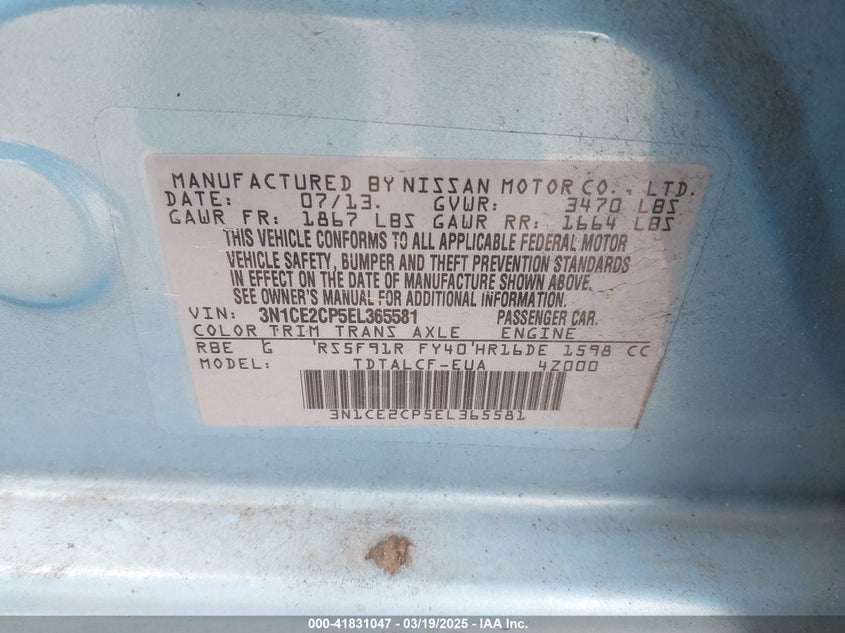 MANUFACTURED BY NISSAN MOTOR CO., LTD.
DATE: 07/13. GVWR: 3470 LBS
GAWR FR: 1867 LBS GAWR RR: 1664 LBS
THIS VEHICLE CONFORMS TO ALL APPLICABLE FEDERAL MOTOR
VEHICLE SAFETY, BUMPER AND THEFT PREVENTION STANDARDS
IN EFFECT ON THE DATE OF MANUFACTURE SHOWN ABOVE.
SEE OWNER'S MANUAL FOR ADDITIONAL INFORMATION.
VIN: 3N1CE2CP5EL365581 PASSENGER CAR.
COLOR TRIM TRANS AXLE ENGINE
RBE G RS5F91R FY40 HR16DE 1598 CC
MODEL: TDTALCF-EUA 4Z000
3N1CE2CP5EL365581
000-41831047 — 03/19/2025 — IAA Inc.